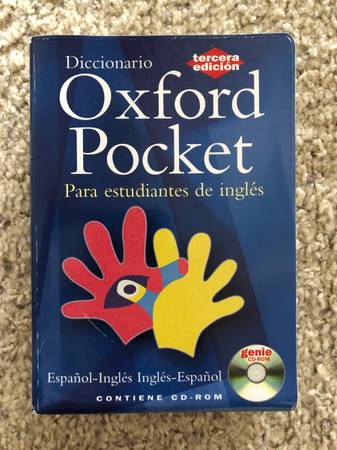 Diccionario
tercera
edición
Oxford
Pocket
Para estudiantes de inglés
genie
CD-ROM
Español-Inglés Inglés-Español
CONTIENE CD-ROM